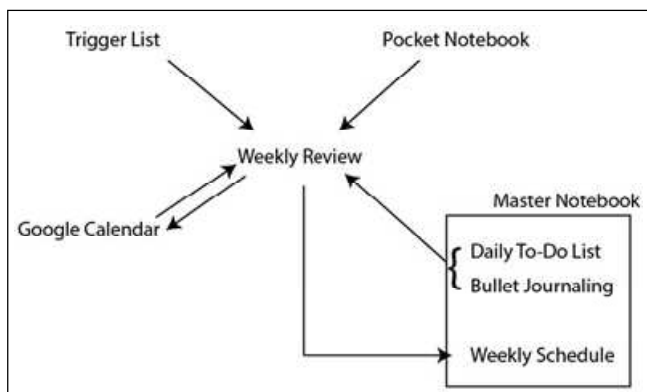 Trigger List
Pocket Notebook
Weekly Review
Master Notebook
Google Calendar
Daily To-Do List
Bullet Journaling
Weekly Schedule